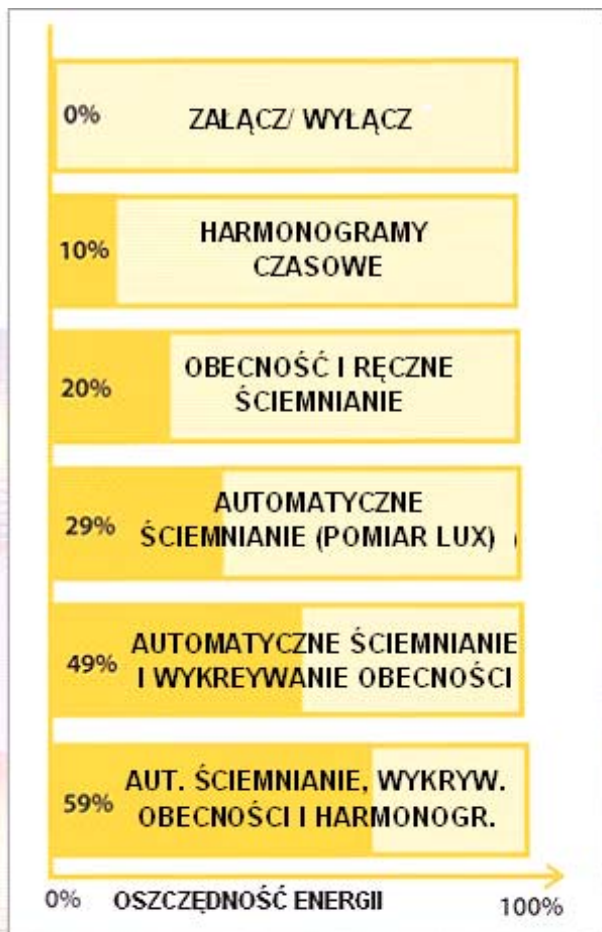 0%
ZAŁĄCZ/ WYŁĄCZ
10%
HARMONOGRAMY
CZASOWE
20%
OBECNOŚĆ I RĘCZNE
ŚCIEMNIANIE
29%
AUTOMATYCZNE
ŚCIEMNIANIE (POMIAR LUX)
49%
AUTOMATYCZNE ŚCIEMNIANIE
I WYKREYWANIE OBECNOŚCI
59%
AUT. ŚCIEMNIANIE, WYKRYW.
OBECNOŚCI I HARMONOGR.
0% OSZCZĘDNOŚĆ ENERGII 100%